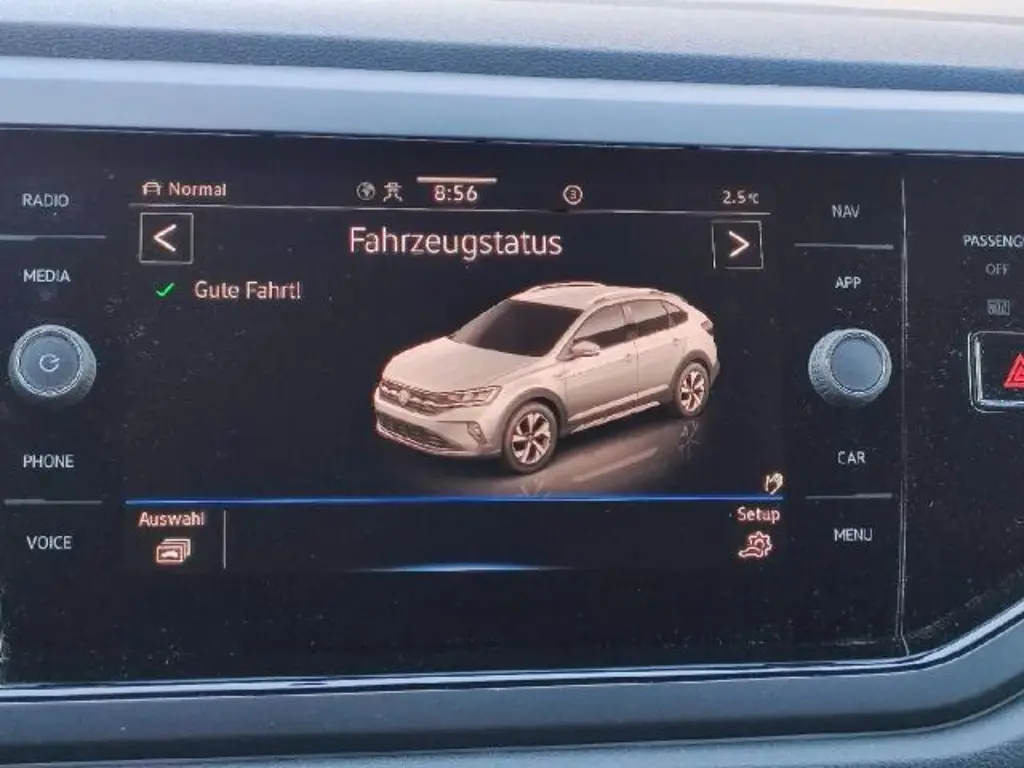 RADIO
MEDIA
PHONE
VOICE
Normal
8:56
3
2.5°C
<
Fahrzeugstatus
>
Gute Fahrt!
Auswahl
Setup
NAV
APP
CAR
MENU
PASSENG
OFF